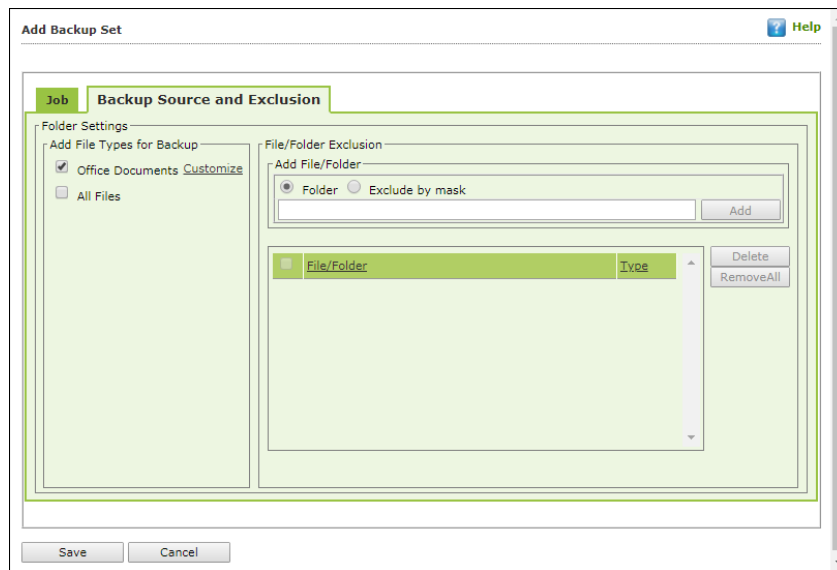 Add Backup Set
Help
Job
Backup Source and Exclusion
Folder Settings
Add File Types for Backup
Office Documents Customize
All Files
File/Folder Exclusion
Add File/Folder
Folder Exclude by mask
Add
File/Folder Type
Delete
RemoveAll
Save Cancel